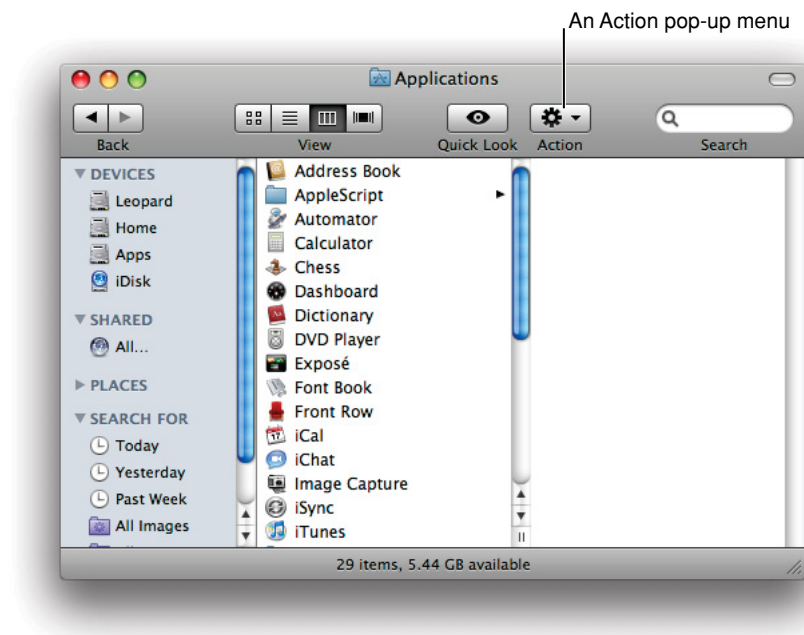 An Action pop-up menu
Applications
Back
View
Quick Look
Action
Search
DEVICES
Leopard
Home
Apps
iDisk
SHARED
All...
PLACES
SEARCH FOR
Today
Yesterday
Past Week
All Images
Address Book
AppleScript
Automator
Calculator
Chess
Dashboard
Dictionary
DVD Player
Exposé
Font Book
Front Row
iCal
iChat
Image Capture
iSync
iTunes
29 items, 5.44 GB available